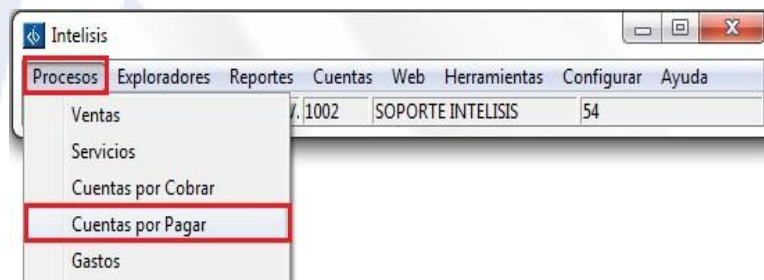 Intelisis
Procesos Exploradores Reportes Cuentas Web Herramientas Configurar Ayuda
1002 SOPORTE INTELISIS 54
Ventas
Servicios
Cuentas por Cobrar
Cuentas por Pagar
Gastos